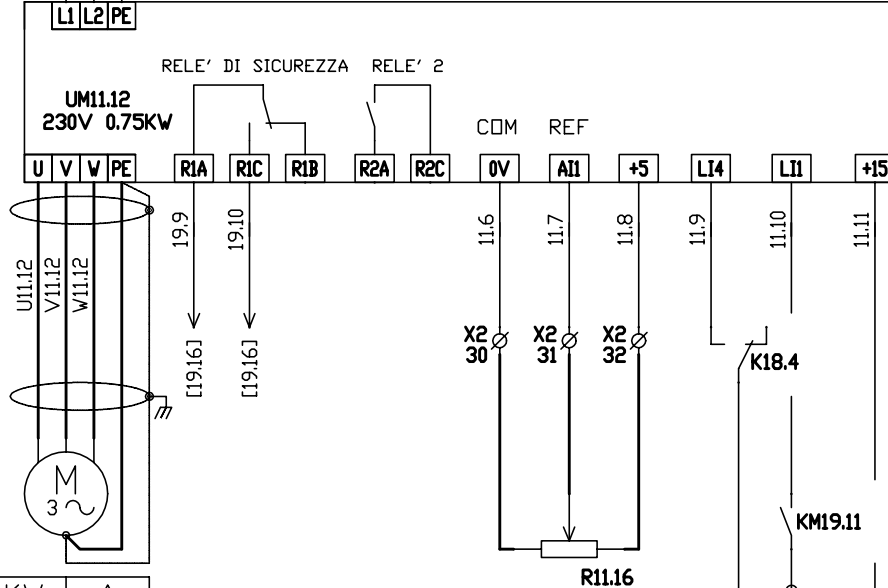 L1 L2 PE
RELE' DI SICUREZZA RELE' 2
UM11.12
230V 0.75KW
COM REF
U V W PE R1A R1C R1B R2A R2C 0V AI1 +5 LI4 LI1 +15
19.9 19.10 11.6 11.7 11.8 11.9 11.10 11.11
U11.12 V11.12 W11.12
X2 X2 X2
30 31 32
[19.16] [19.16]
K18.4
M
3
KM19.11
R11.16